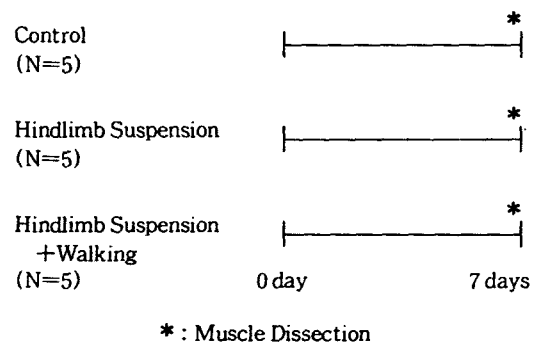 *
Control
(N=5)
*
Hindlimb Suspension
(N=5)
*
Hindlimb Suspension
+Walking
(N=5)
0 day
7 days
* : Muscle Dissection